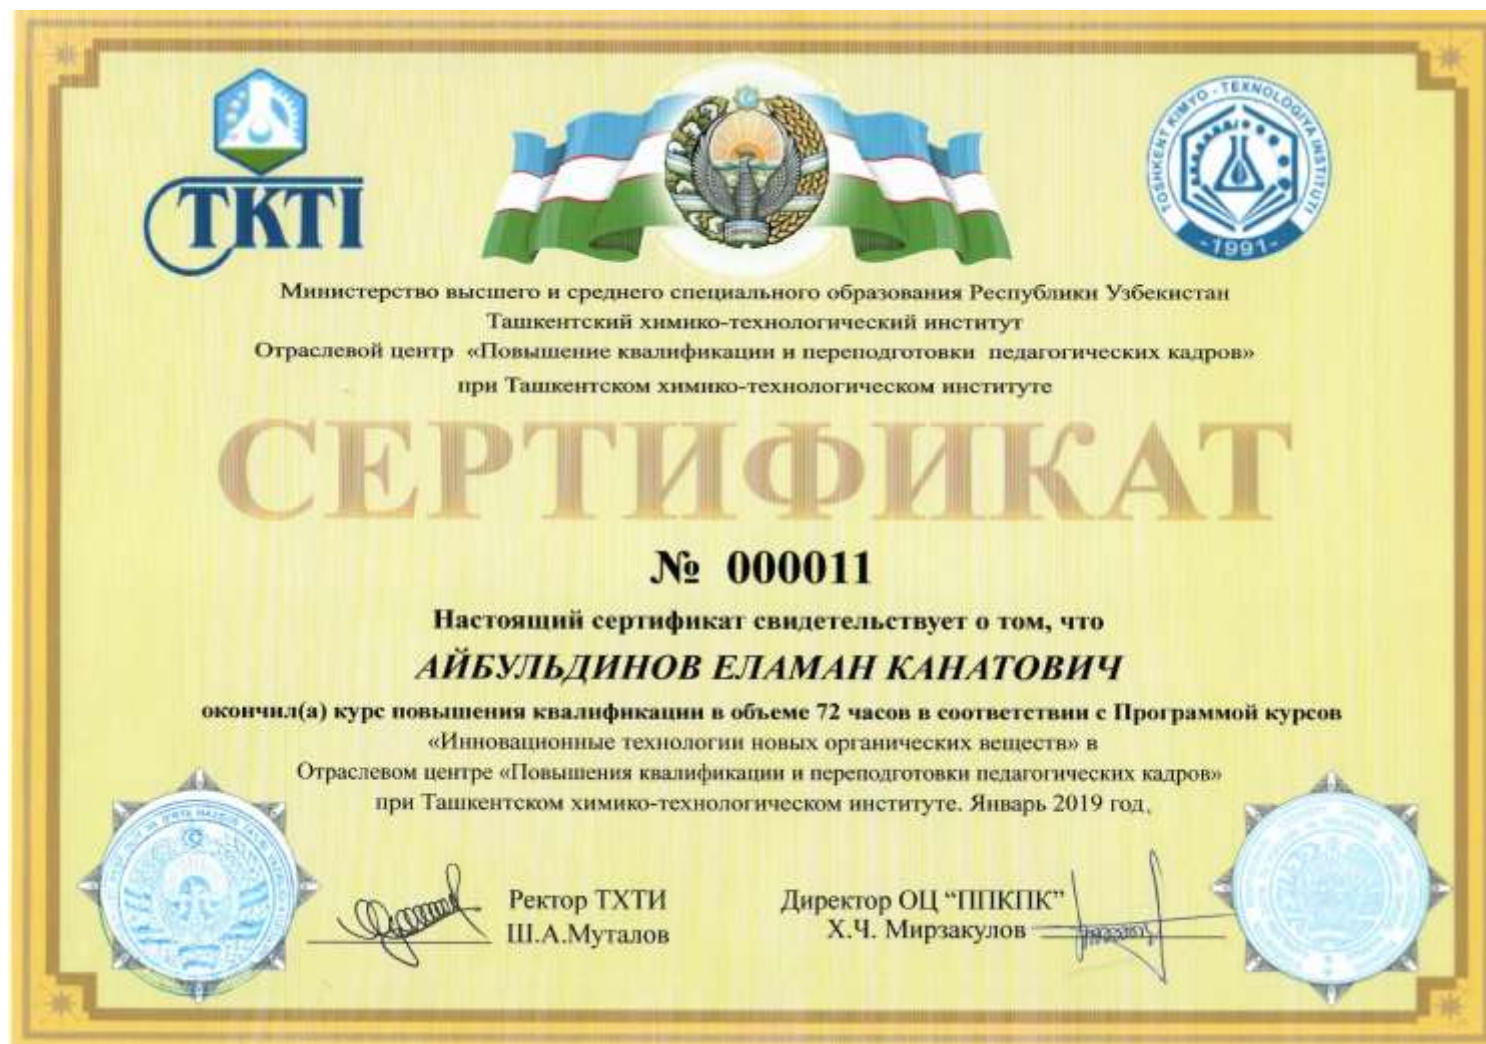 TKTI
TOSHKENT KIMYO - TEXNOLOGIYA INSTITUTI
-1991-
Министерство высшего и среднего специального образования Республики Узбекистан
Ташкентский химико-технологический институт
Отраслевой центр «Повышение квалификации и переподготовки педагогических кадров»
при Ташкентском химико-технологическом институте
СЕРТИФИКАТ
№ 000011
Настоящий сертификат свидетельствует о том, что
АЙБУЛЬДИНОВ ЕЛАМАН КАНАТОВИЧ
окончил(а) курс повышения квалификации в объеме 72 часов в соответствии с Программой курсов
«Инновационные технологии новых органических веществ» в
Отраслевом центре «Повышения квалификации и переподготовки педагогических кадров»
при Ташкентском химико-технологическом институте. Январь 2019 год.
Ректор ТХТИ
Ш.А.Муталов
Директор ОЦ “ППКПК”
Х.Ч. Мирзакулов